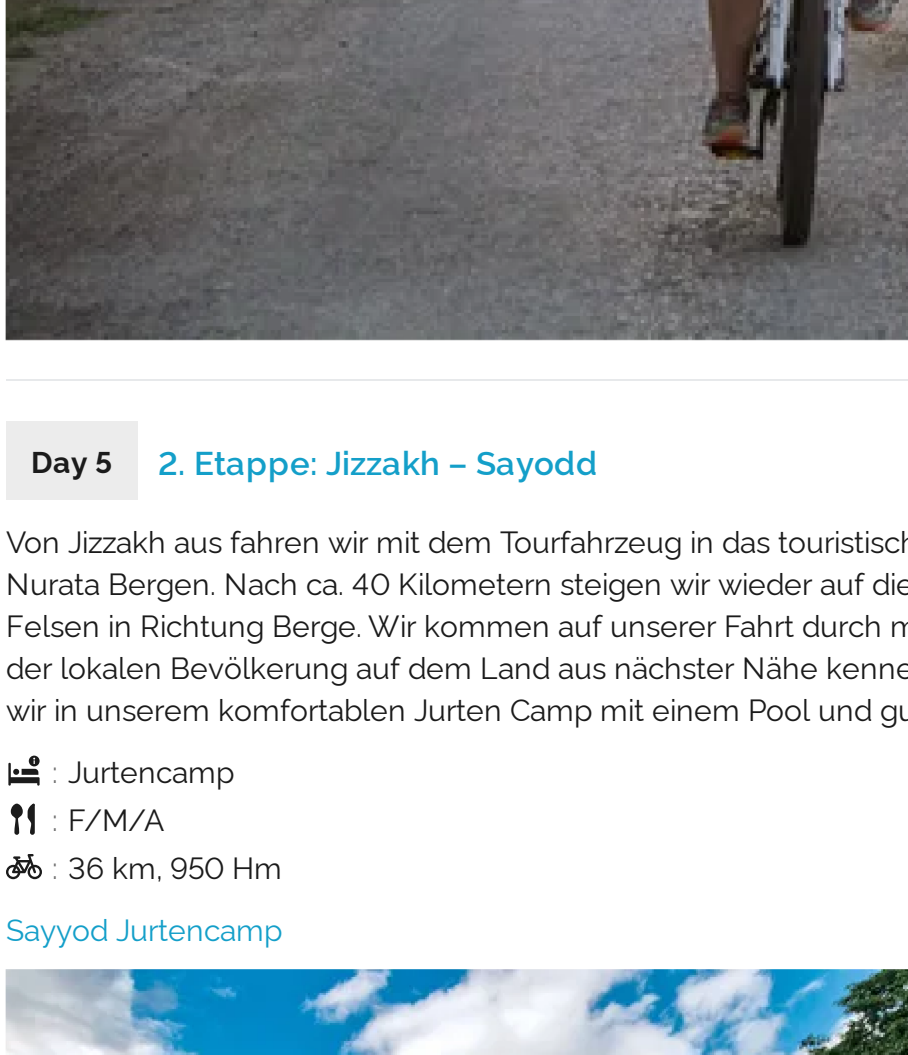 Day 5
2. Etappe: Jizzakh – Sayodd
Von Jizzakh aus fahren wir mit dem Tourfahrzeug in das
Nurata Bergen. Nach ca. 40 Kilometern steigen wir wieder auf die
Felsen in Richtung Berge. Wir kommen auf unserer Fahrt durch
der lokalen Bevölkerung auf dem Land aus nächster Nähe
wir in unserem komfortablen Jurten Camp mit einem Pool und
: Jurtencamp
: F/M/A
: 36 km, 950 Hm
Sayyod Jurtencamp